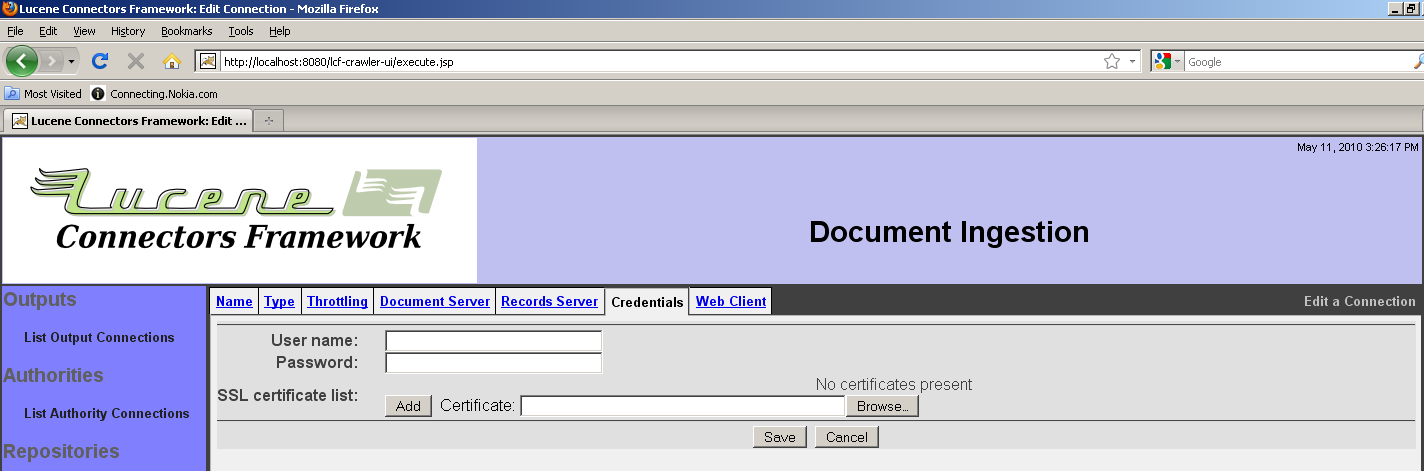 Lucene Connectors Framework: Edit Connection - Mozilla Firefox
File Edit View History Bookmarks Tools Help
http://localhost:8080/lcf-crawler-ui/execute.jsp
Google
Most Visited Connecting.Nokia.com
Lucene Connectors Framework: Edit ...
May 11, 2010 3:26:17 PM
Lucene
Connectors Framework
Document Ingestion
Outputs
List Output Connections
Authorities
List Authority Connections
Repositories
Name Type Throttling Document Server Records Server Credentials Web Client Edit a Connection
User name:
Password:
SSL certificate list:
No certificates present
Add Certificate: Browse...
Save Cancel